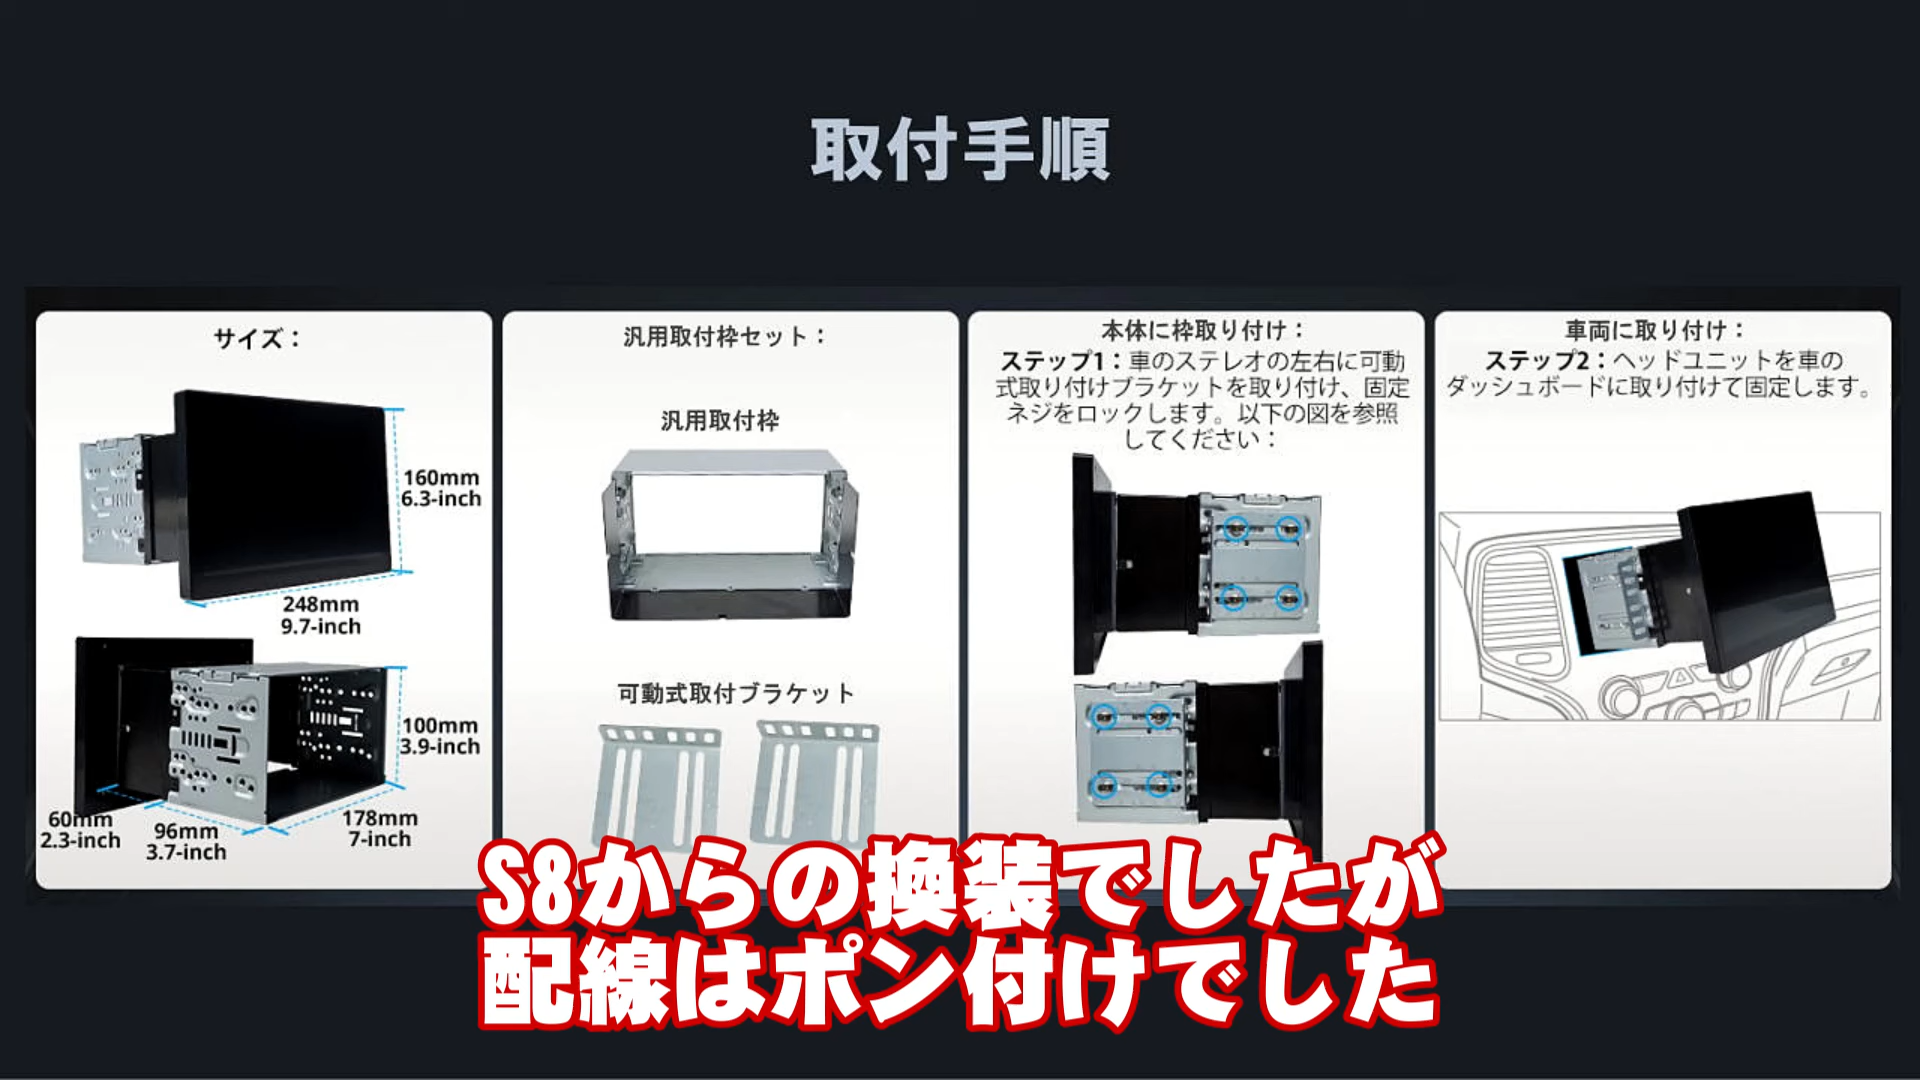 取付手順
サイズ：
160mm
6.3-inch
248mm
9.7-inch
100mm
3.9-inch
60mm
2.3-inch
96mm
3.7-inch
178mm
7-inch
汎用取付枠セット：
汎用取付枠
可動式取付ブラケット
本体に枠取り付け：
ステップ1：車のステレオの左右に可動
式取り付けブラケットを取り付け、固定
ネジをロックします。以下の図を参照
してください：
車両に取り付け：
ステップ2：ヘッドユニットを車の
ダッシュボードに取り付けて固定します。
S8からの換装でしたが
配線はポン付けでした